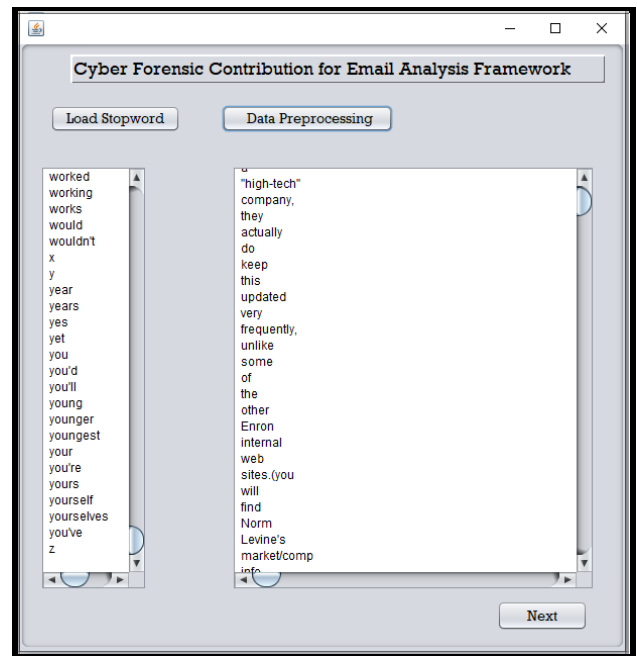 Cyber Forensic Contribution for Email Analysis Framework
Load Stopword
Data Preprocessing
worked
working
works
would
wouldn't
x
y
year
years
yes
yet
you
you'd
you'll
young
younger
youngest
your
you're
yours
yourself
yourselves
you've
z
"high-tech"
company,
they
actually
do
keep
this
updated
very
frequently,
unlike
some
of
the
other
Enron
internal
web
sites.(you
will
find
Norm
Levine's
market/comp
info
Next